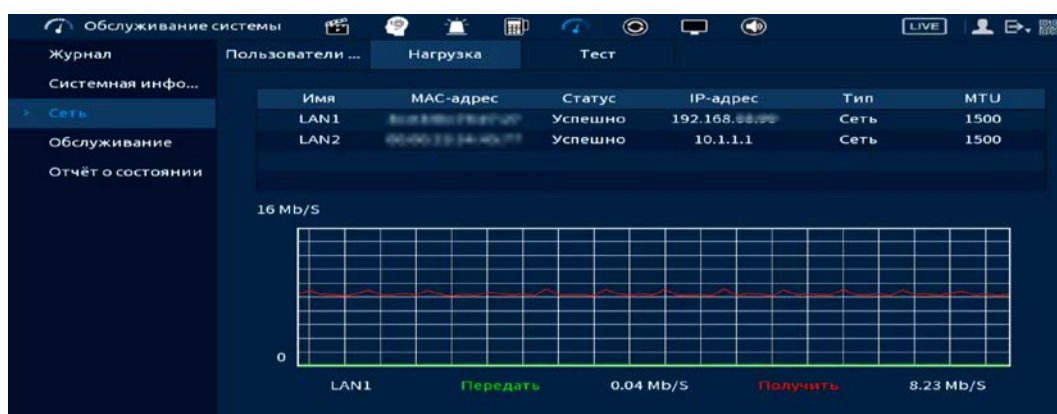 Обслуживание системы LIVE
Журнал
Пользователи ... Нагрузка Тест
Системная инфо...
Имя MAC-адрес Статус IP-адрес Тип MTU
Сеть
LAN1 Успешно 192.168. Сеть 1500
Обслуживание
LAN2 Успешно 10.1.1.1 Сеть 1500
Отчёт о состоянии
16 Mb/S
0
LAN1 Передать 0.04 Mb/S Получить 8.23 Mb/S